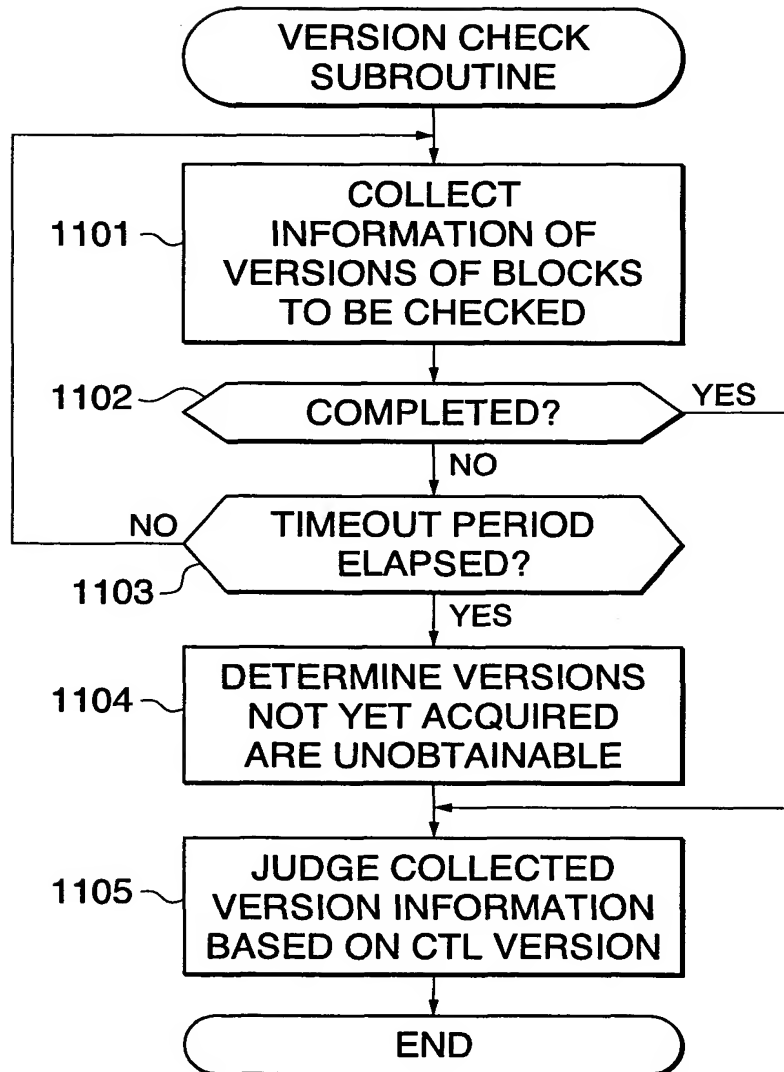 VERSION CHECK
SUBROUTINE
1101
COLLECT
INFORMATION OF
VERSIONS OF BLOCKS
TO BE CHECKED
1102
COMPLETED?
YES
NO
NO
TIMEOUT PERIOD
ELAPSED?
1103
YES
1104
DETERMINE VERSIONS
NOT YET ACQUIRED
ARE UNOBTAINABLE
1105
JUDGE COLLECTED
VERSION INFORMATION
BASED ON CTL VERSION
END